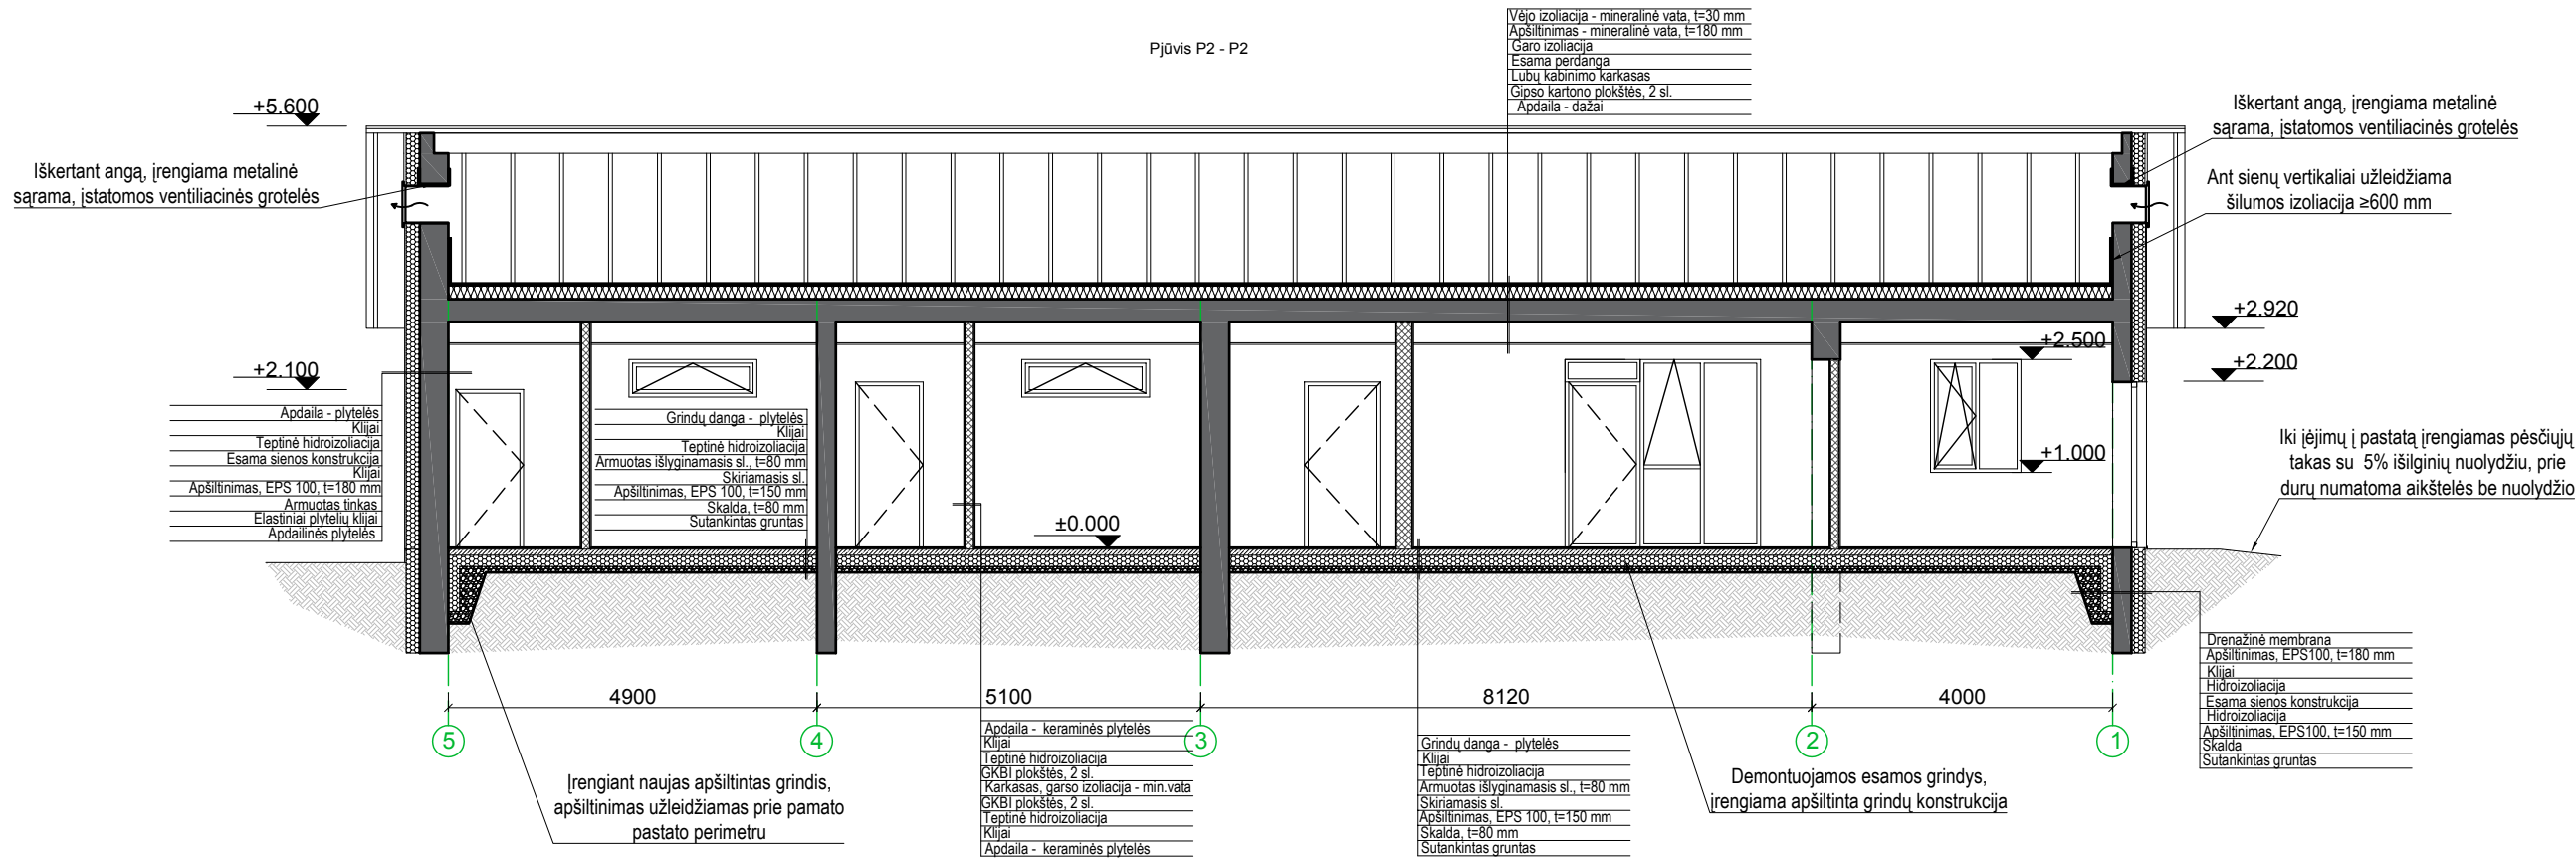 Pjūvis P2 - P2
Vėjo izoliacija - mineralinė vata, t=30 mm
Apšiltinimas - mineralinė vata, t=180 mm
Garo izoliacija
Esama perdanga
Lubų kabinimo karkasas
Gipso kartono plokštės, 2 sl.
Apdaila - dažai
+5.600
Iškertant angą, įrengiama metalinė
sąrama, įstatomos ventiliacinės grotelės
Iškertant angą, įrengiama metalinė
sąrama, įstatomos ventiliacinės grotelės
Ant sienų vertikaliai užleidžiama
šilumos izoliacija ≥600 mm
+2.920
+2.500
+2.200
+2.100
+1.000
±0.000
Apdaila - plytelės
Klijai
Teptinė hidroizoliacija
Esama sienos konstrukcija
Klijai
Apšiltinimas, EPS 100, t=180 mm
Armuotas tinkas
Elastiniai plytelių klijai
Apdailinės plytelės
Grindų danga - plytelės
Klijai
Teptinė hidroizoliacija
Armuotas išlyginamasis sl., t=80 mm
Skiriamasis sl.
Apšiltinimas, EPS 100, t=150 mm
Skalda, t=80 mm
Sutankintas gruntas
Iki įėjimų į pastatą įrengiamas pėsčiųjų
takas su 5% išilginių nuolydžiu, prie
durų numatoma aikštelės be nuolydžio
Drenažinė membrana
Apšiltinimas, EPS100, t=180 mm
Klijai
Hidroizoliacija
Esama sienos konstrukcija
Hidroizoliacija
Apšiltinimas, EPS100, t=150 mm
Skalda
Sutankintas gruntas
4900
5100
8120
4000
5
4
3
2
1
Įrengiant naujas apšiltintas grindis,
apšiltinimas užleidžiamas prie pamato
pastato perimetru
Apdaila - keraminės plytelės
Klijai
Teptinė hidroizoliacija
GKBI plokštės, 2 sl.
Karkasas, garso izoliacija - min.vata
GKBI plokštės, 2 sl.
Teptinė hidroizoliacija
Klijai
Apdaila - keraminės plytelės
Grindų danga - plytelės
Klijai
Teptinė hidroizoliacija
Armuotas išlyginamasis sl., t=80 mm
Skiriamasis sl.
Apšiltinimas, EPS 100, t=150 mm
Skalda, t=80 mm
Sutankintas gruntas
Demontuojamos esamos grindys,
įrengiama apšiltinta grindų konstrukcija